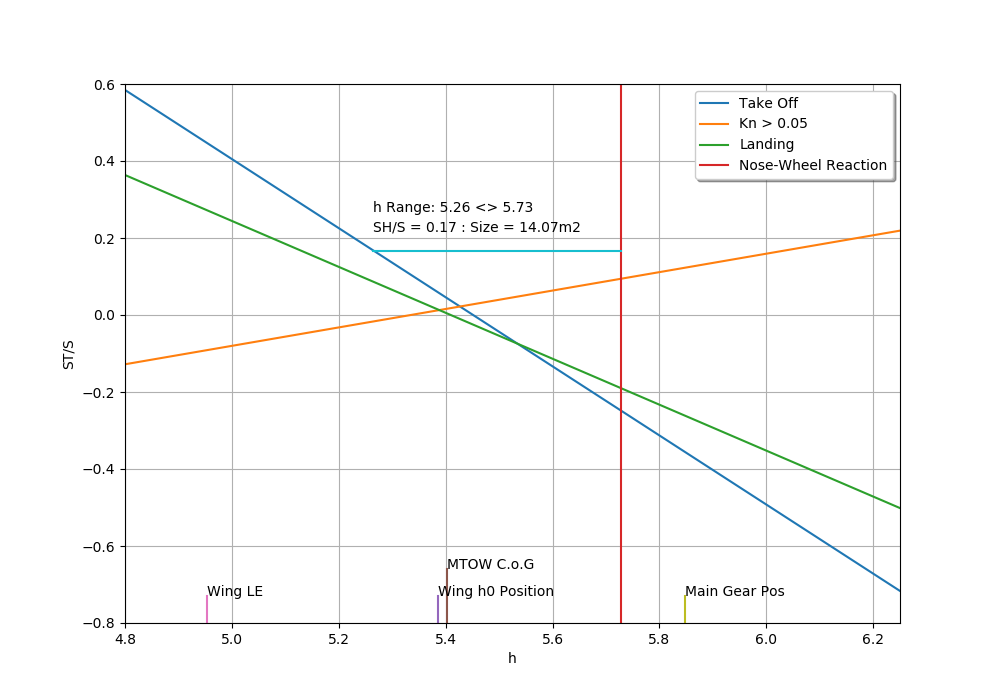 0.6
0.4
0.2
0.0
−0.2
−0.4
−0.6
−0.8
ST/S
Take Off
Kn > 0.05
Landing
Nose-Wheel Reaction
h Range: 5.26 <> 5.73
SH/S = 0.17 : Size = 14.07m2
MTOW C.o.G
Wing LE
Wing h0 Position
Main Gear Pos
4.8 5.0 5.2 5.4 5.6 5.8 6.0 6.2
h